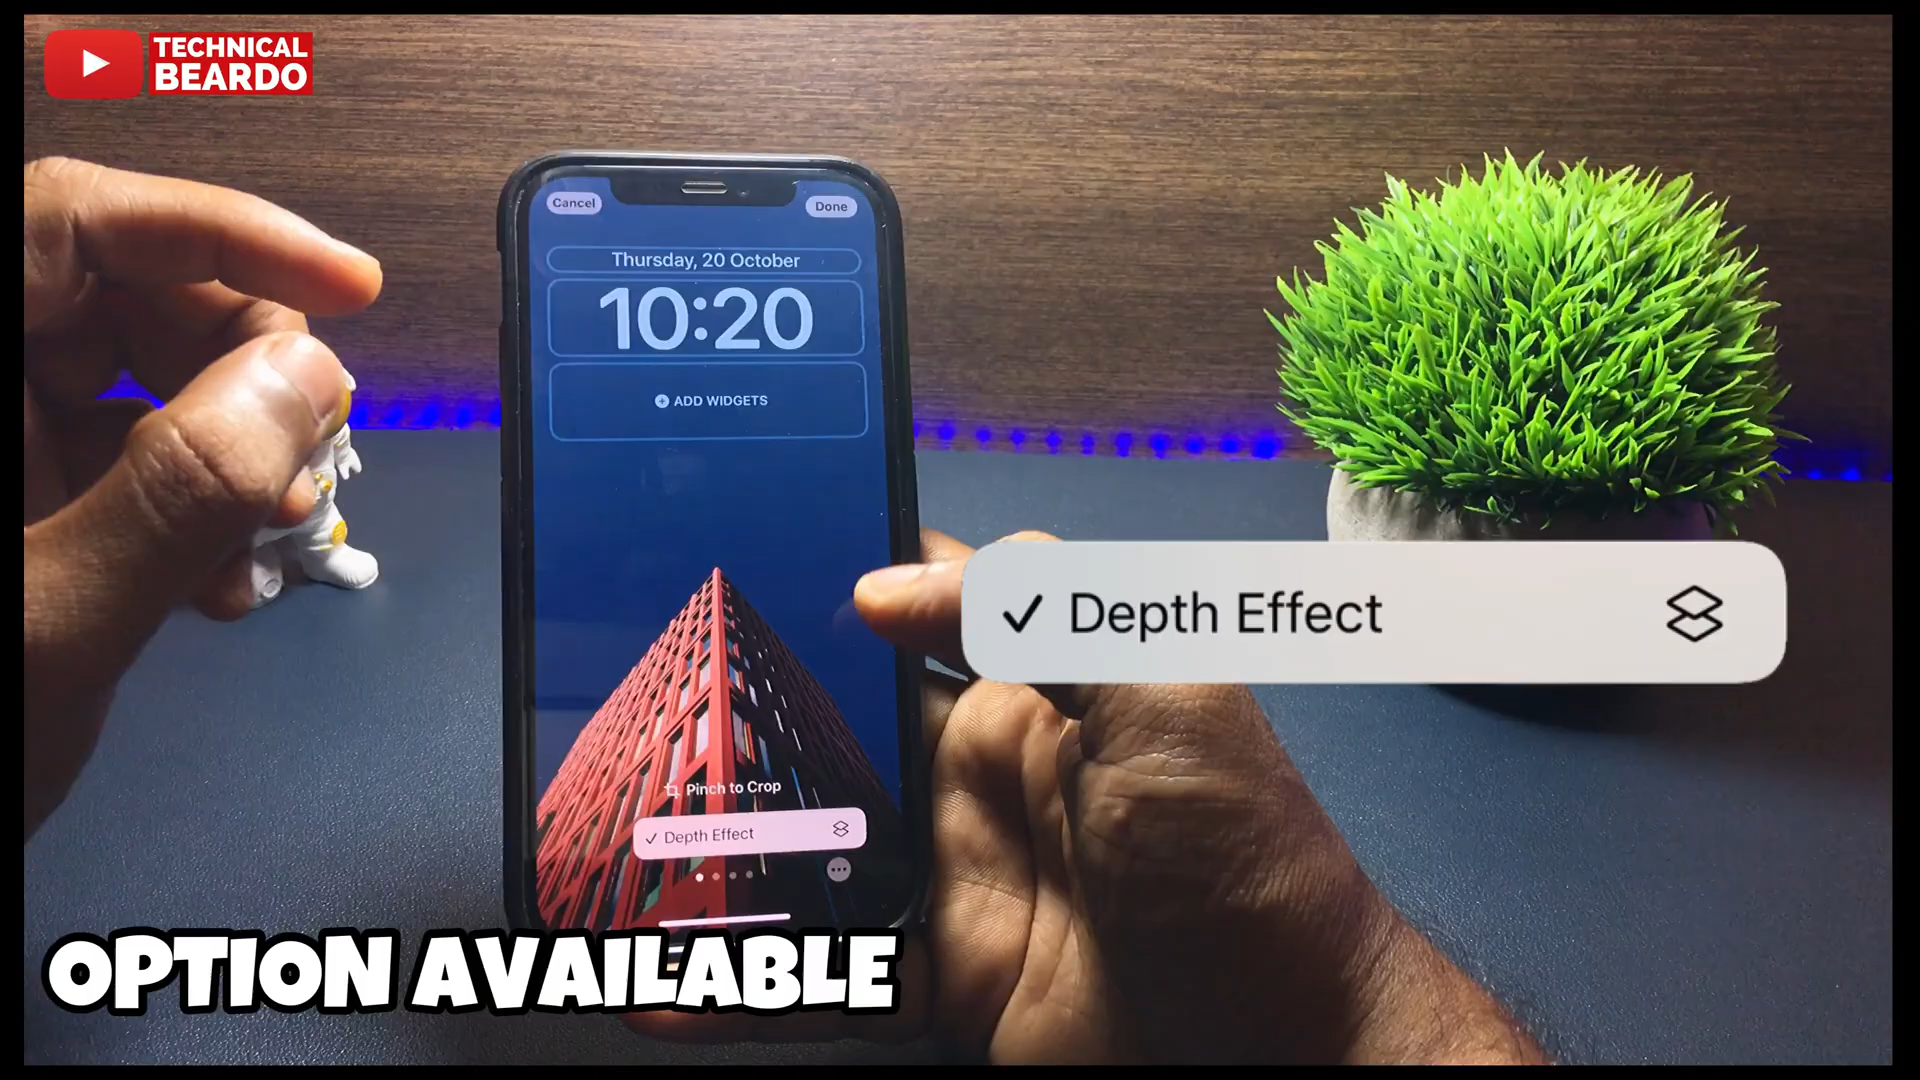 TECHNICAL
BEARDO
Cancel
Done
Thursday, 20 October
10:20
ADD WIDGETS
✓ Depth Effect
Pinch to Crop
✓ Depth Effect
OPTION AVAILABLE